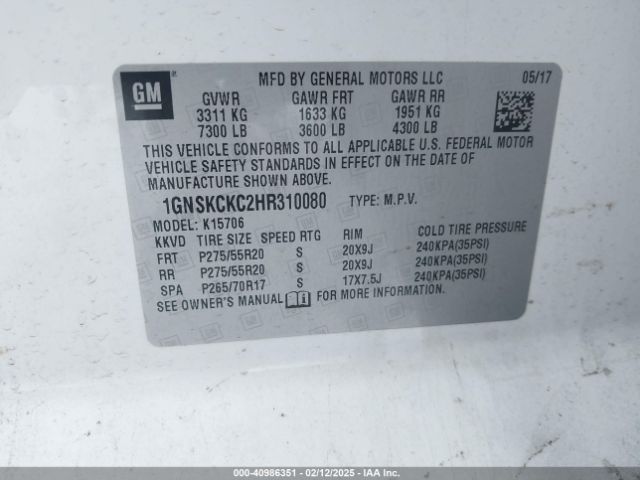 GM
MFD BY GENERAL MOTORS LLC 05/17
GVWR GAWR FRT GAWR RR
3311 KG 1633 KG 1951 KG
7300 LB 3600 LB 4300 LB
THIS VEHICLE CONFORMS TO ALL APPLICABLE U.S. FEDERAL MOTOR
VEHICLE SAFETY STANDARDS IN EFFECT ON THE DATE OF
MANUFACTURE SHOWN ABOVE.
1GNSKCKC2HR310080 TYPE: M.P.V.
MODEL: K15706
KKVD TIRE SIZE SPEED RTG RIM COLD TIRE PRESSURE
FRT P275/55R20 S 20X9J 240KPA(35PSI)
RR P275/55R20 S 20X9J 240KPA(35PSI)
SPA P265/70R17 S 17X7.5J 240KPA(35PSI)
SEE OWNER'S MANUAL FOR MORE INFORMATION.
000-40986351 - 02/12/2025 - IAA Inc.